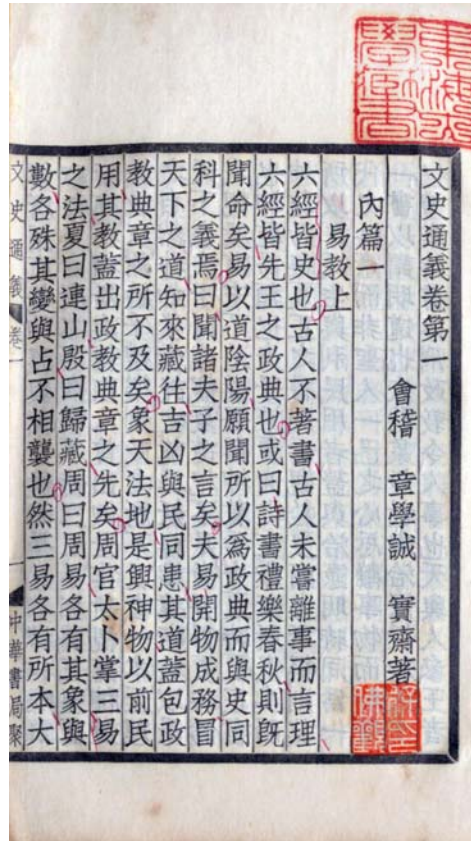 文史通義卷第一
會稽 章學誠 實齋著
內篇一
易教上
六經皆史也古人不著書古人未嘗離事而言理
六經皆先王之政典也或曰詩書禮樂春秋則旣
聞命矣易以道陰陽願聞所以爲政典而與史同
科之義焉曰聞諸夫子之言矣夫易開物成務冒
天下之道知來藏往吉凶與民同患其道蓋包政
教典章之所不及矣象天法地是興神物以前民
用其教蓋出政教典章之先矣周官太卜掌三易
之法夏曰連山殷曰歸藏周曰周易各有其象與
數各殊其變與占不相襲也然三易各有所本大
文史通義 卷一
中華書局聚